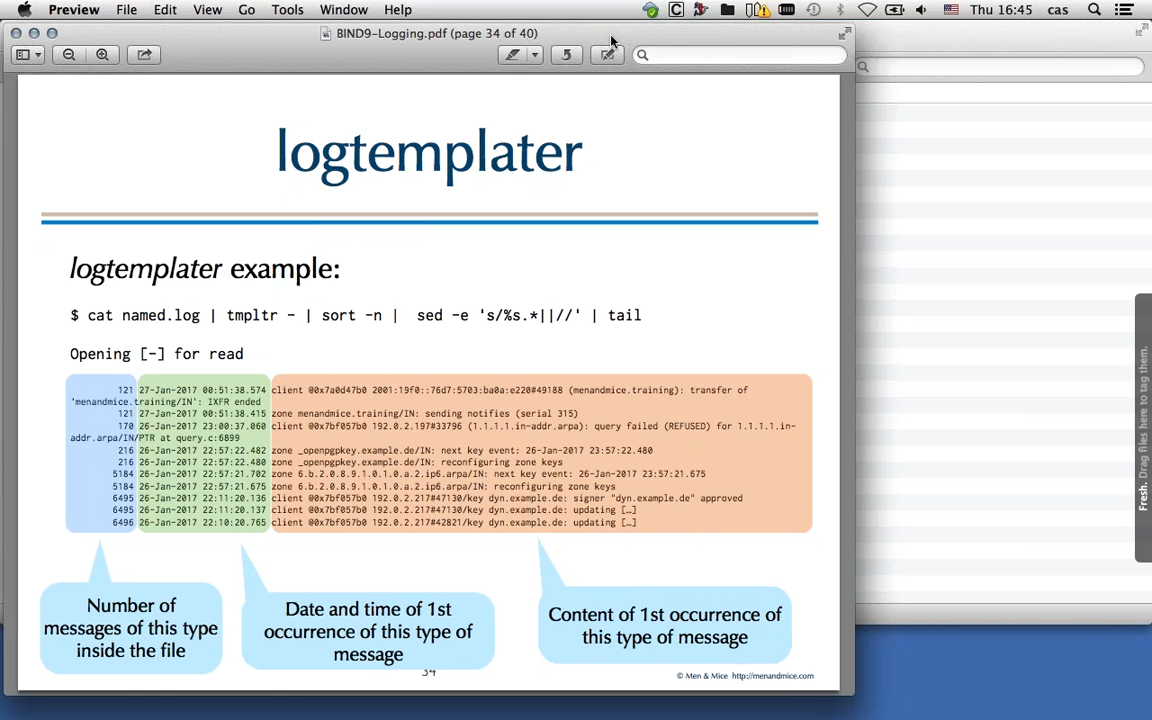 Preview File Edit View Go Tools Window Help Thu 16:45 cas
BIND9-Logging.pdf (page 34 of 40)
logtemplater
logtemplater example:
$ cat named.log | tmpltr - | sort -n | sed -e 's/%s.*||//' | tail
Opening [-] for read
121 27-Jan-2017 00:51:38.574 client @0x7a0d47b0 2001:19f0::76d7:5703:ba0a:e220#49188 (menandmice.training): transfer of
'menandmice.training/IN': IXFR ended
121 27-Jan-2017 00:51:38.415 zone menandmice.training/IN: sending notifies (serial 315)
170 26-Jan-2017 23:00:37.060 client @0x7bf057b0 192.0.2.197#33796 (1.1.1.1.in-addr.arpa): query failed (REFUSED) for 1.1.1.1.in-
addr.arpa/IN/PTR at query.c:6899
216 26-Jan-2017 22:57:22.482 zone _openpgpkey.example.de/IN: next key event: 26-Jan-2017 23:57:22.480
216 26-Jan-2017 22:57:22.480 zone _openpgpkey.example.de/IN: reconfiguring zone keys
5184 26-Jan-2017 22:57:21.702 zone 6.b.2.0.8.9.1.0.1.0.a.2.ip6.arpa/IN: next key event: 26-Jan-2017 23:57:21.675
5184 26-Jan-2017 22:57:21.675 zone 6.b.2.0.8.9.1.0.1.0.a.2.ip6.arpa/IN: reconfiguring zone keys
6495 26-Jan-2017 22:11:20.136 client @0x7bf057b0 192.0.2.217#47130/key dyn.example.de: signer "dyn.example.de" approved
6495 26-Jan-2017 22:11:20.137 client @0x7bf057b0 192.0.2.217#47130/key dyn.example.de: updating […]
6496 26-Jan-2017 22:10:20.765 client @0x7bf057b0 192.0.2.217#42821/key dyn.example.de: updating […]
Number of
messages of this type
inside the file
Date and time of 1st
occurrence of this type of
message
Content of 1st occurrence of
this type of message
34
© Men & Mice http://menandmice.com
Fresh. Drag files here to tag them.